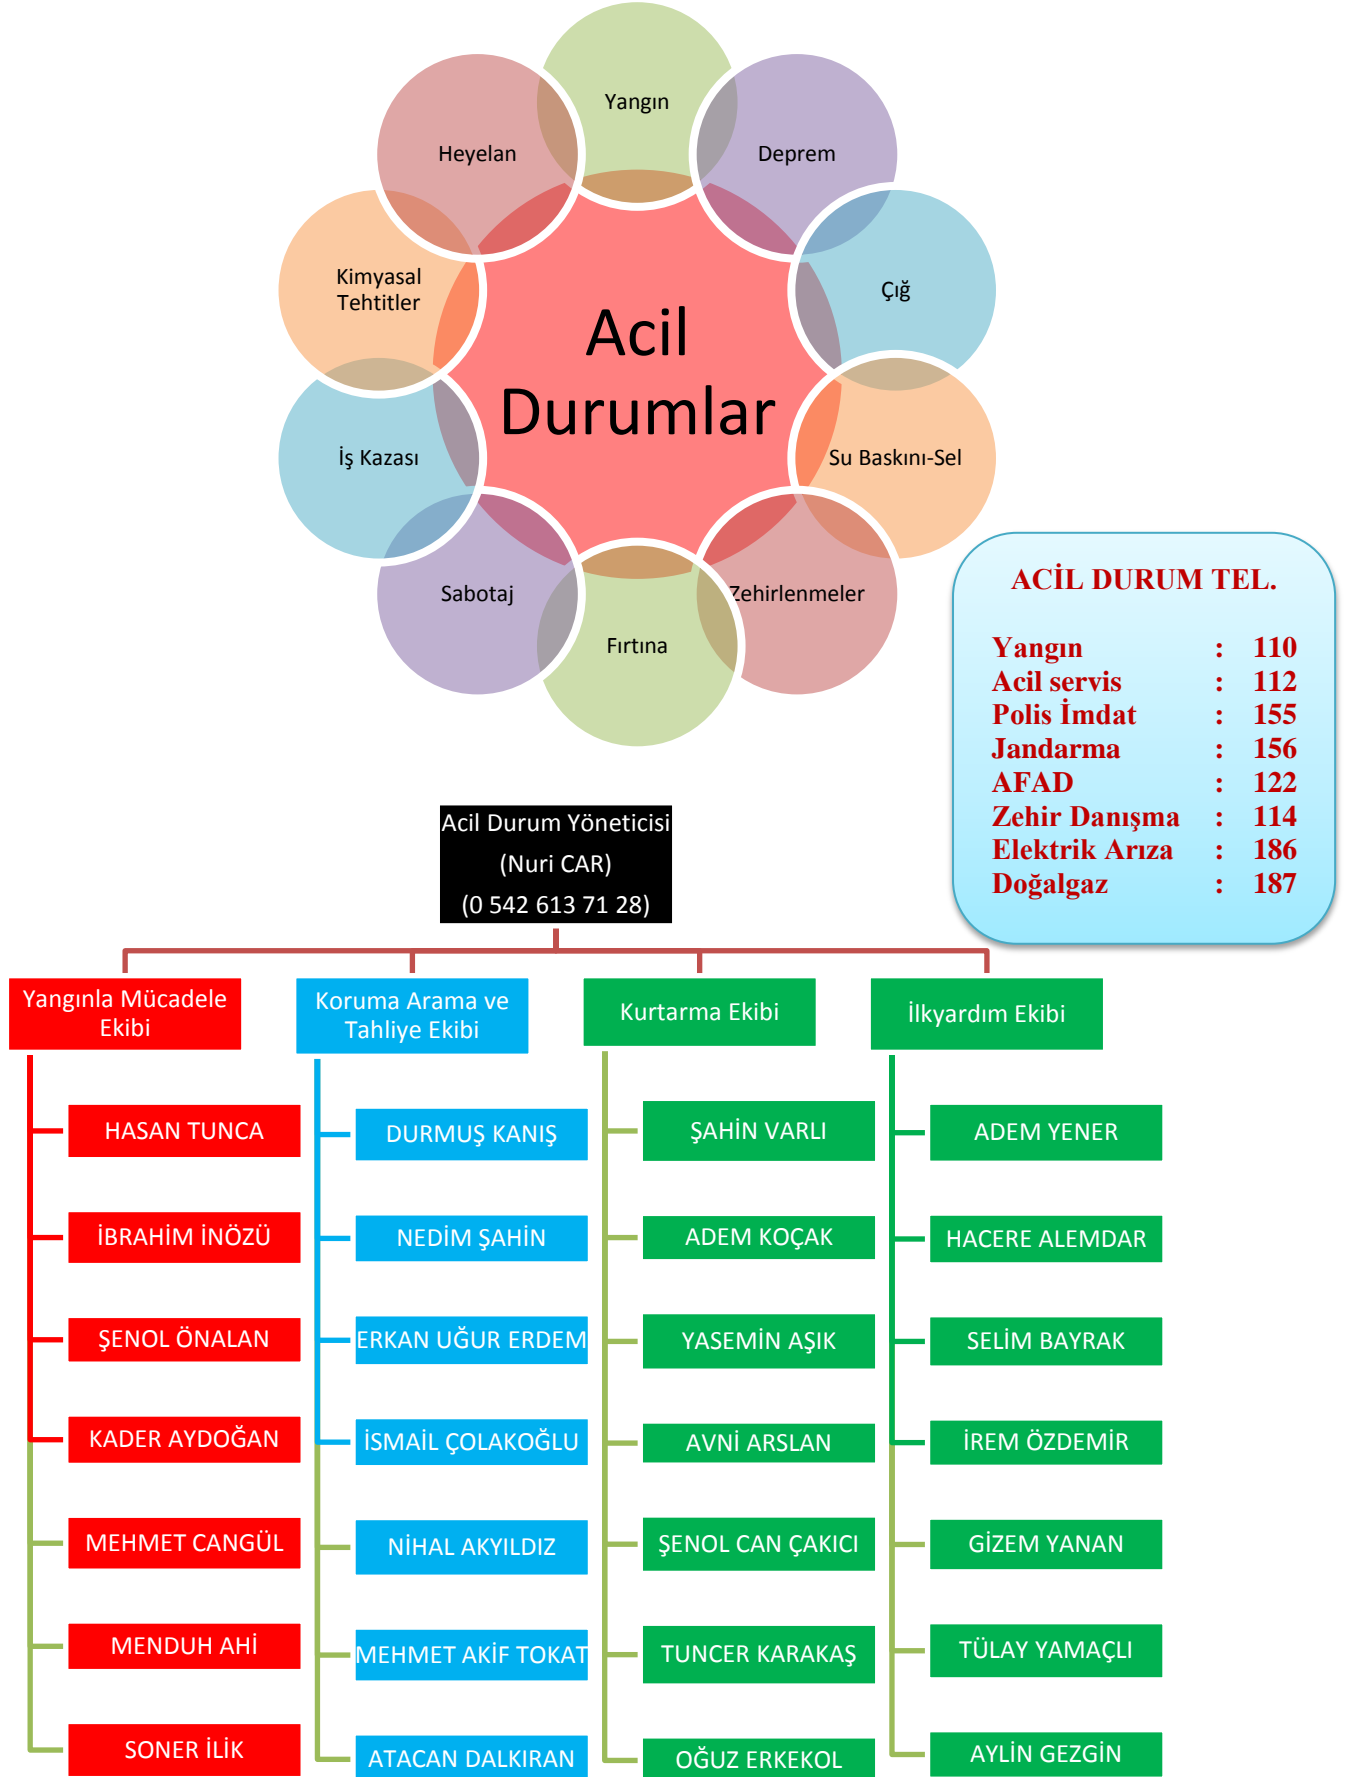 Yangın
Deprem
Heyelan
Çığ
Kimyasal
Tehtitler
Acil
Durumlar
İş Kazası
Su Baskını-Sel
Sabotaj
Zehirlenmeler
Fırtına
ACİL DURUM TEL.
Yangın : 110
Acil servis : 112
Polis İmdat : 155
Jandarma : 156
AFAD : 122
Zehir Danışma : 114
Elektrik Arıza : 186
Doğalgaz : 187
Acil Durum Yöneticisi
(Nuri CAR)
(0 542 613 71 28)
Yangınla Mücadele
Ekibi
HASAN TUNCA
İBRAHİM İNÖZÜ
ŞENOL ÖNALAN
KADER AYDOĞAN
MEHMET CANGÜL
MENDUH AHİ
SONER İLİK
Koruma Arama ve
Tahliye Ekibi
DURMUŞ KANIŞ
NEDİM ŞAHİN
ERKAN UĞUR ERDEM
İSMAİL ÇOLAKOĞLU
NİHAL AKYILDIZ
MEHMET AKİF TOKAT
ATACAN DALKIRAN
Kurtarma Ekibi
ŞAHİN VARLI
ADEM KOÇAK
YASEMİN AŞIK
AVNİ ARSLAN
ŞENOL CAN ÇAKICI
TUNCER KARAKAŞ
OĞUZ ERKEKOL
İlkyardım Ekibi
ADEM YENER
HACERE ALEMDAR
SELİM BAYRAK
İREM ÖZDEMİR
GİZEM YANAN
TÜLAY YAMAÇLI
AYLİN GEZGİN